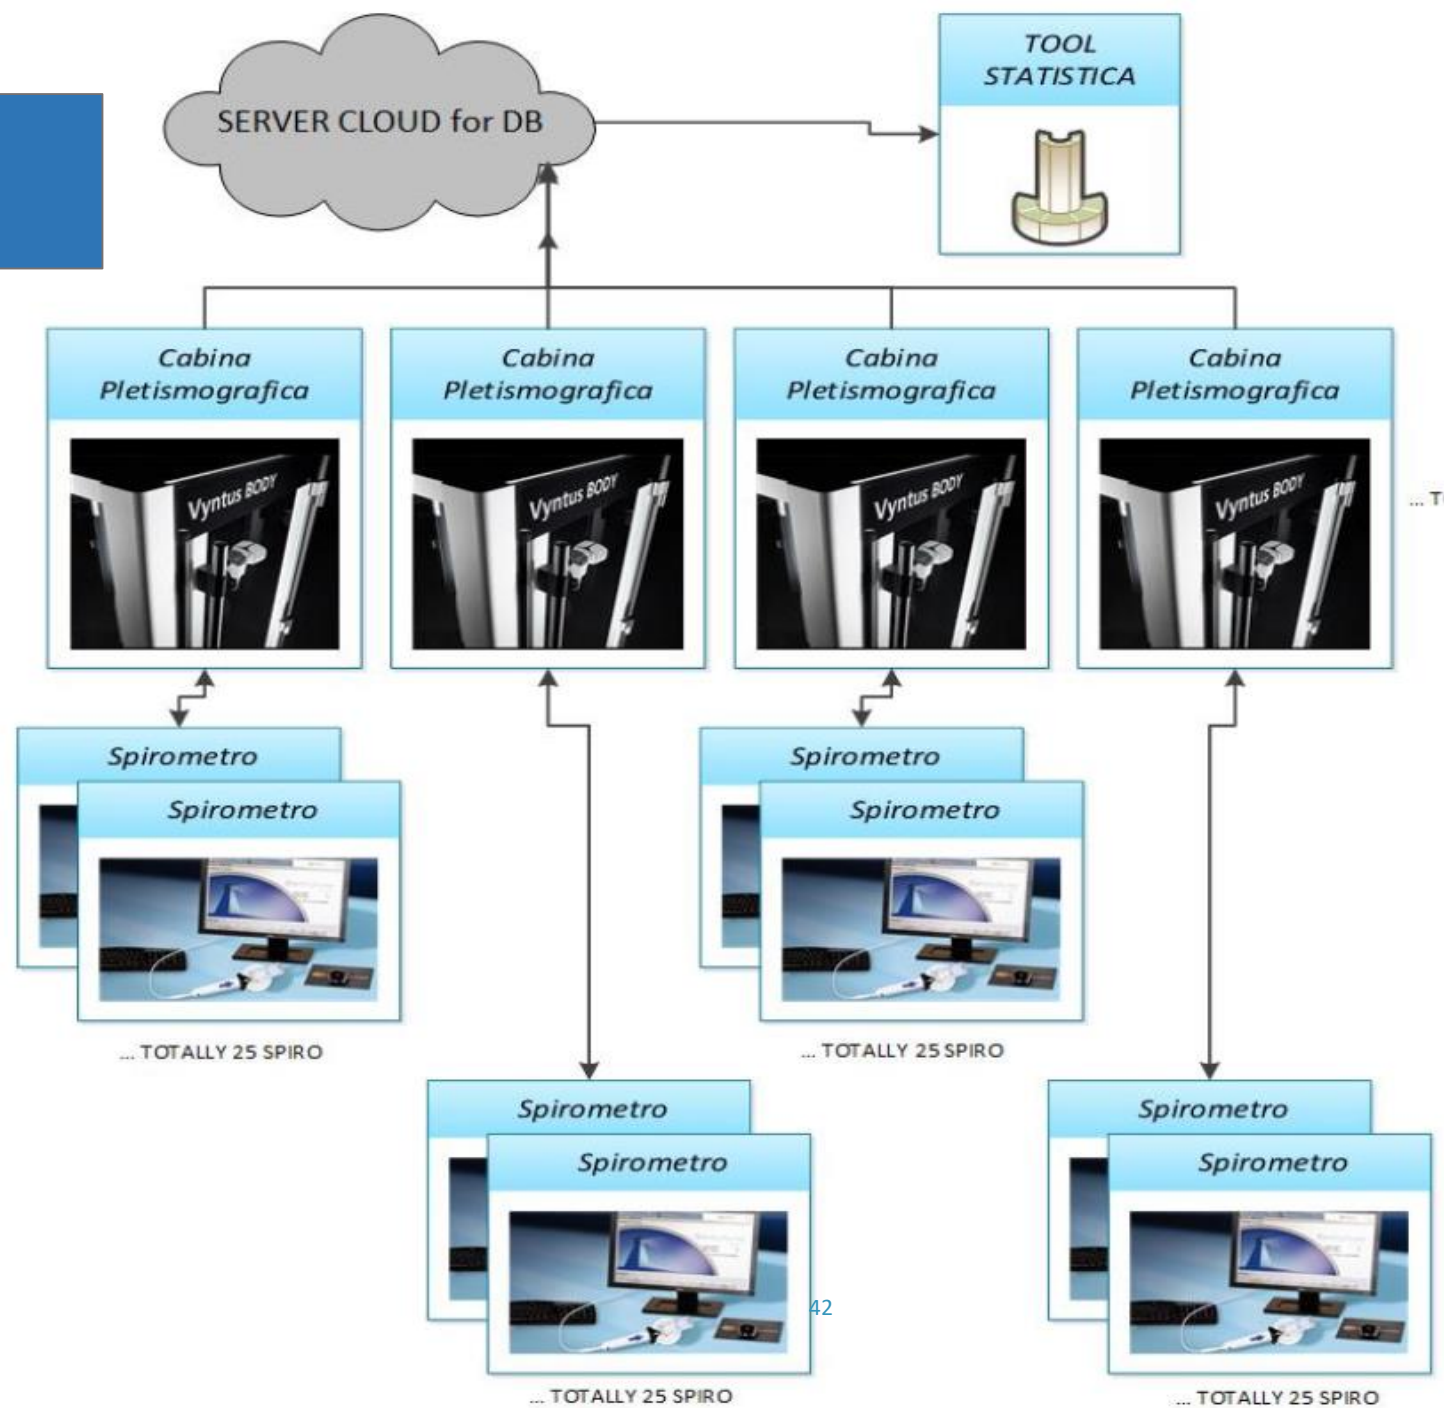 SERVER CLOUD for DB
TOOL
STATISTICA
Cabina
Pletismografica
Cabina
Pletismografica
Cabina
Pletismografica
Cabina
Pletismografica
Vyntus BODY
Vyntus BODY
Vyntus BODY
Vyntus BODY
...
Spirometro
Spirometro
Spirometro
Spirometro
... TOTALLY 25 SPIRO
... TOTALLY 25 SPIRO
Spirometro
Spirometro
Spirometro
Spirometro
42
... TOTALLY 25 SPIRO
... TOTALLY 25 SPIRO